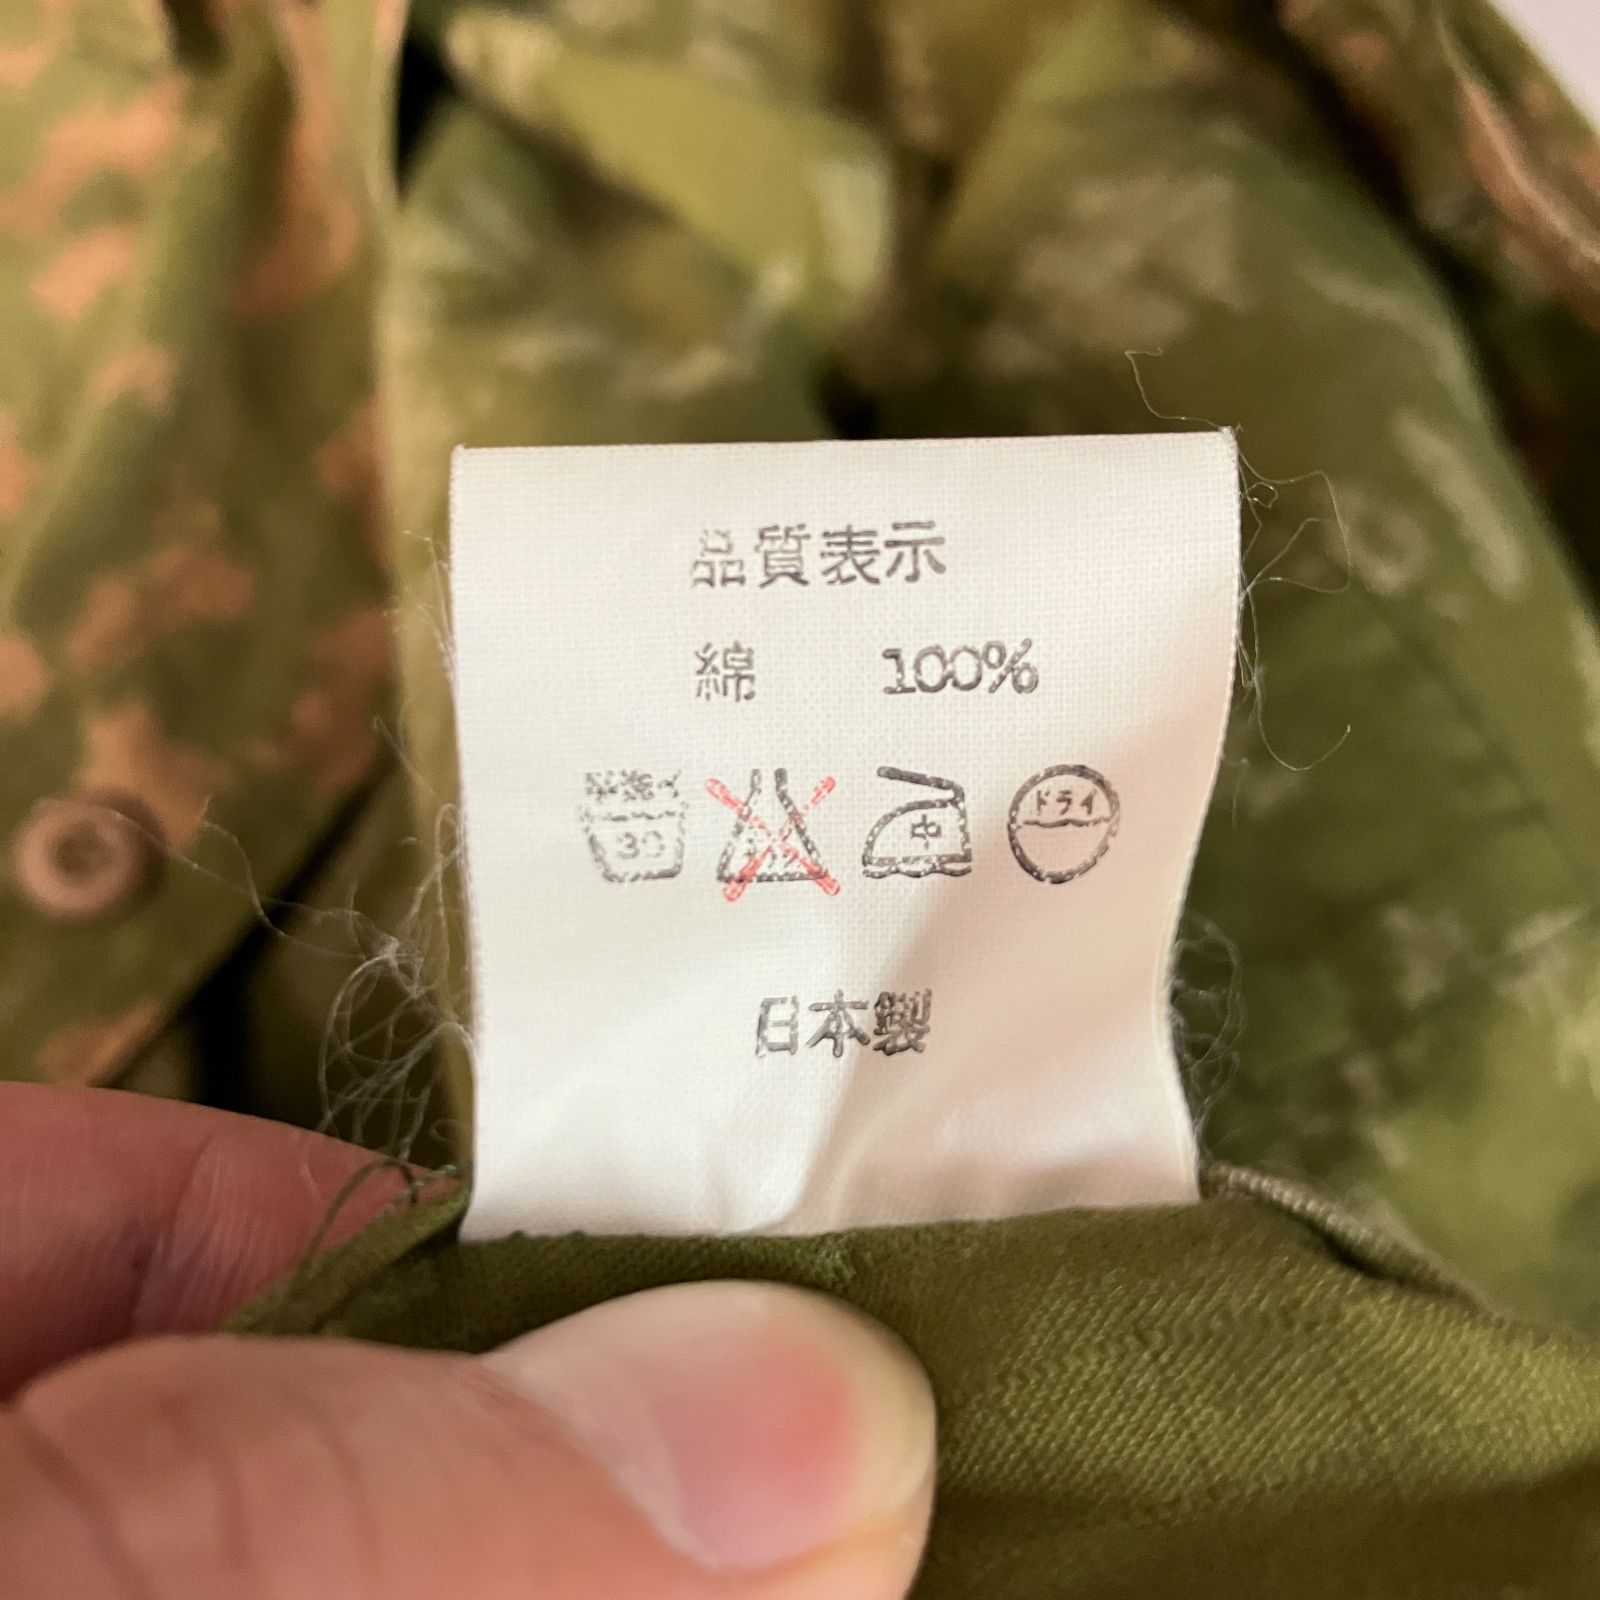 品質表示
綿 100%
30 中 ドライ
日本製